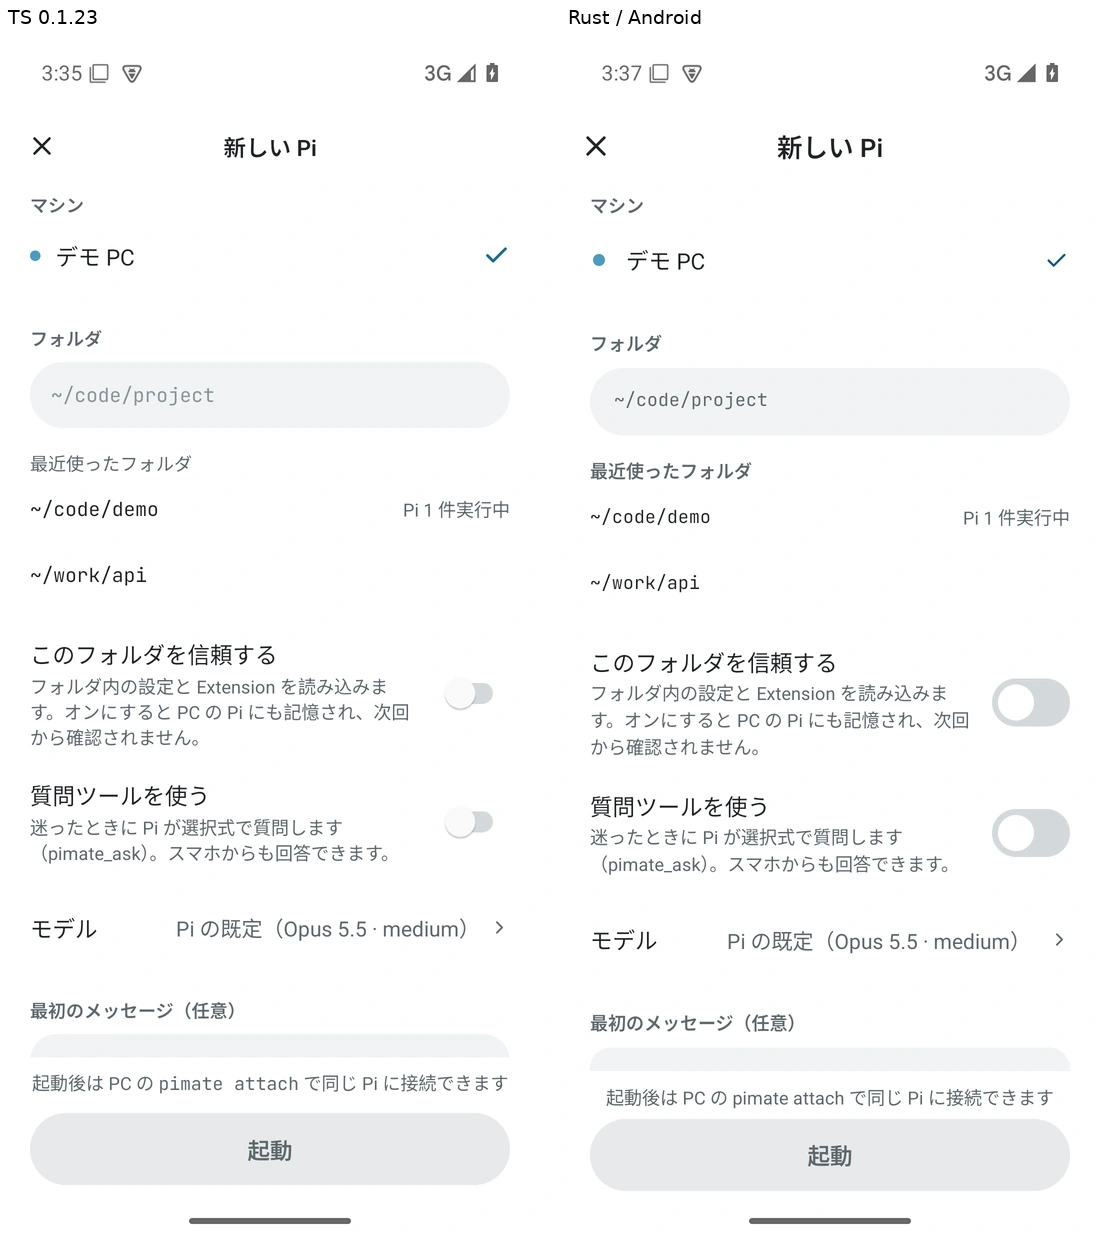 TS 0.1.23
3:35
3G
新しい Pi
マシン
デモ PC
フォルダ
~/code/project
最近使ったフォルダ
~/code/demo
Pi 1 件実行中
~/work/api
このフォルダを信頼する
フォルダ内の設定と Extension を読み込みま
す。オンにすると PC の Pi にも記憶され、次回
から確認されません。
質問ツールを使う
迷ったときに Pi が選択式で質問します
（pimate_ask）。スマホからも回答できます。
モデル
Pi の既定（Opus 5.5 · medium）
最初のメッセージ（任意）
起動後は PC の pimate attach で同じ Pi に接続できます
起動
Rust / Android
3:37
3G
新しい Pi
マシン
デモ PC
フォルダ
~/code/project
最近使ったフォルダ
~/code/demo
Pi 1 件実行中
~/work/api
このフォルダを信頼する
フォルダ内の設定と Extension を読み込みま
す。オンにすると PC の Pi にも記憶され、次回
から確認されません。
質問ツールを使う
迷ったときに Pi が選択式で質問します
（pimate_ask）。スマホからも回答できます。
モデル
Pi の既定（Opus 5.5 · medium）
最初のメッセージ（任意）
起動後は PC の pimate attach で同じ Pi に接続できます
起動